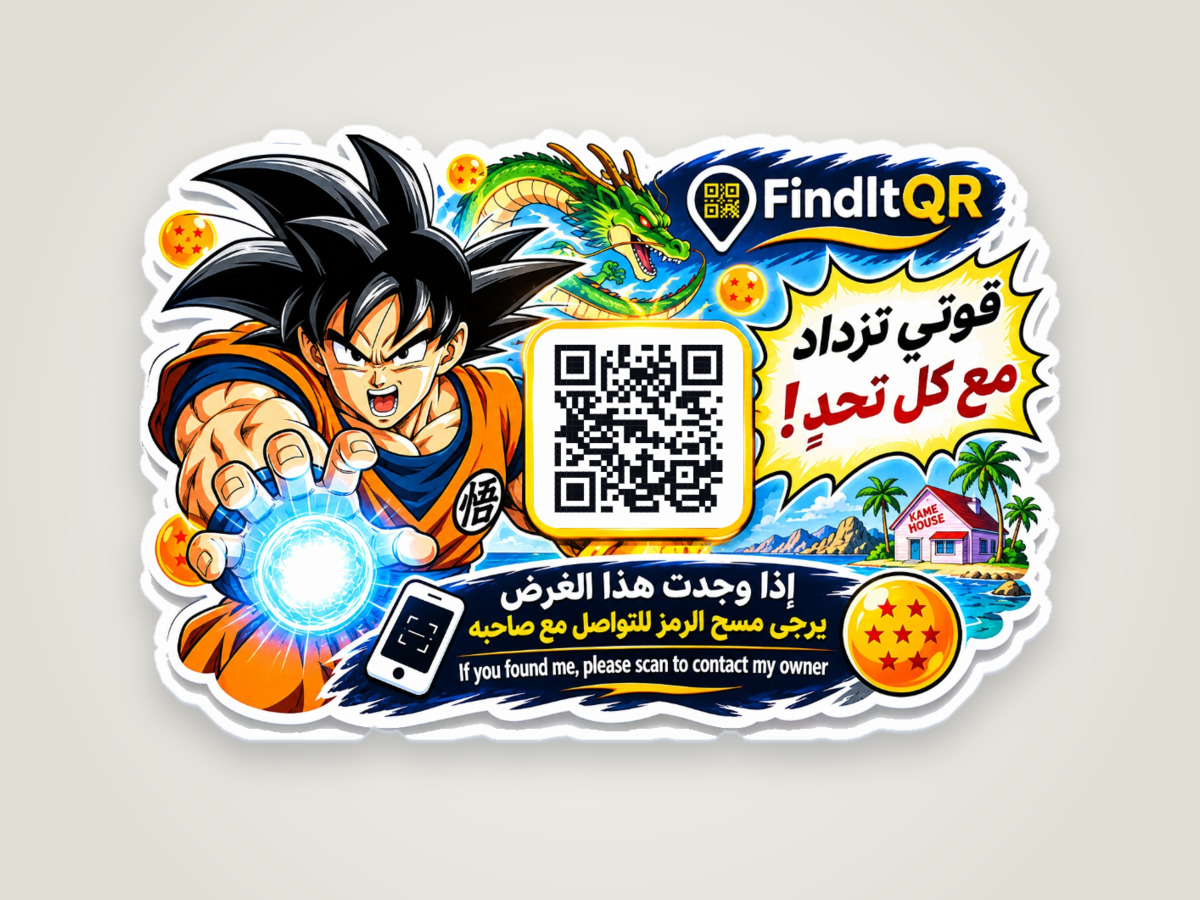 FindItQR
قوتي تزداد
مع كل تحدٍ!
悟
KAME
HOUSE
إذا وجدت هذا الغرض
يرجى مسح الرمز للتواصل مع صاحبه
If you found me, please scan to contact my owner